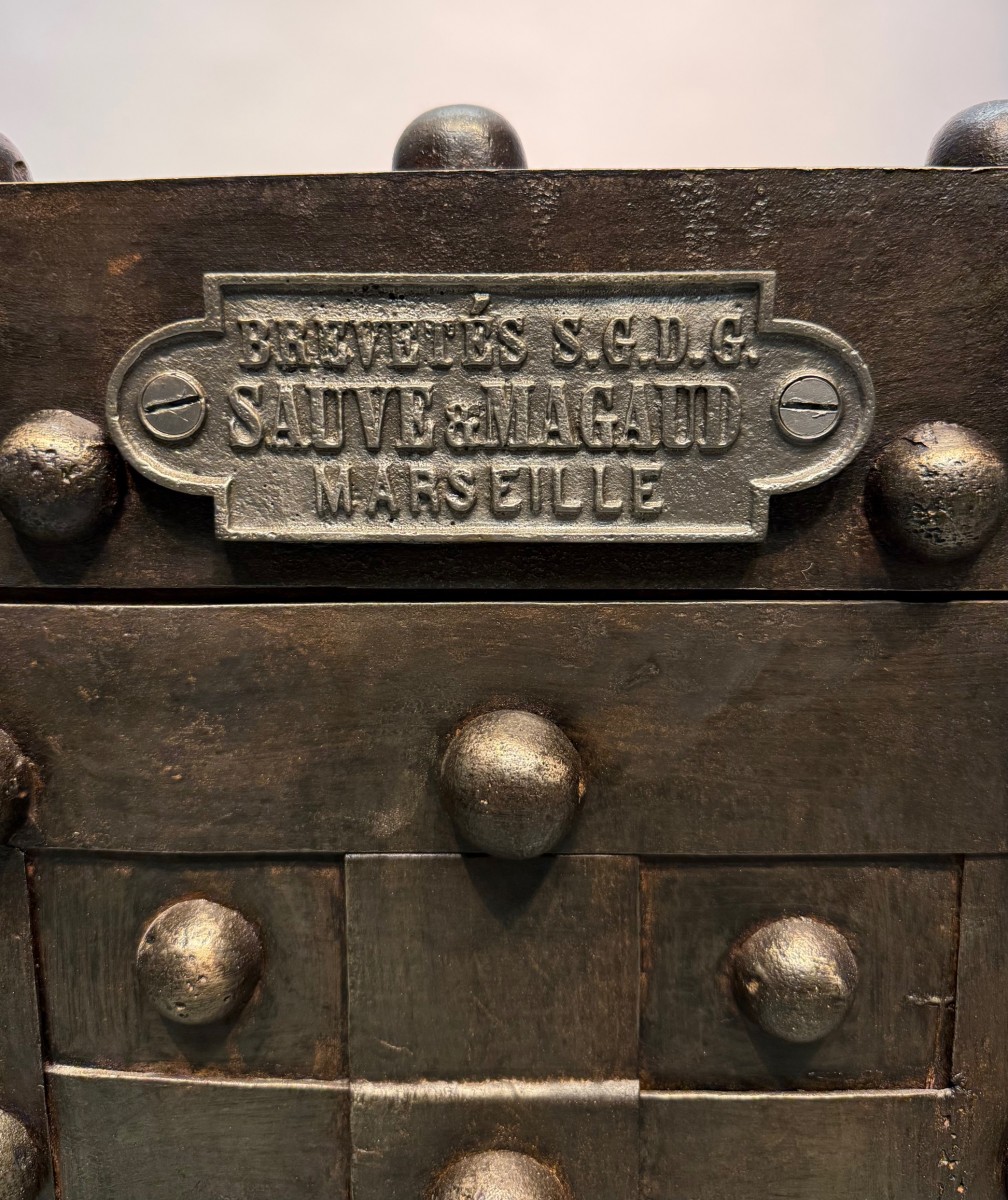 BREVETÉS S.G.D.G.
SAUVE & MAGAUD
MARSEILLE